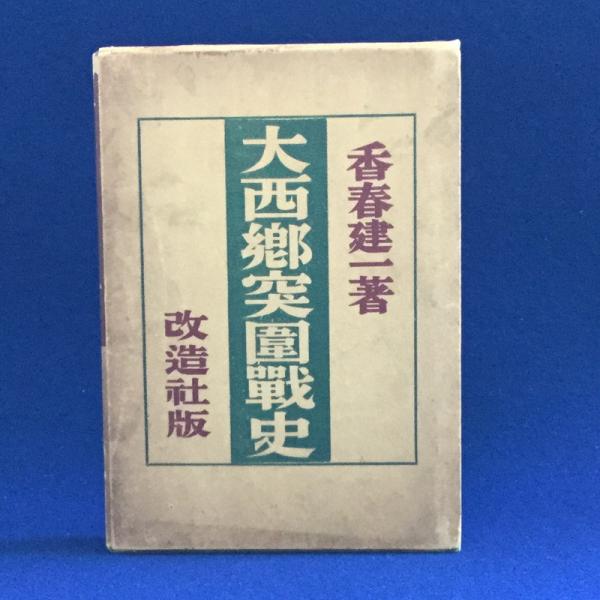 香春建一著
大西鄕突圍戰史
改造社版